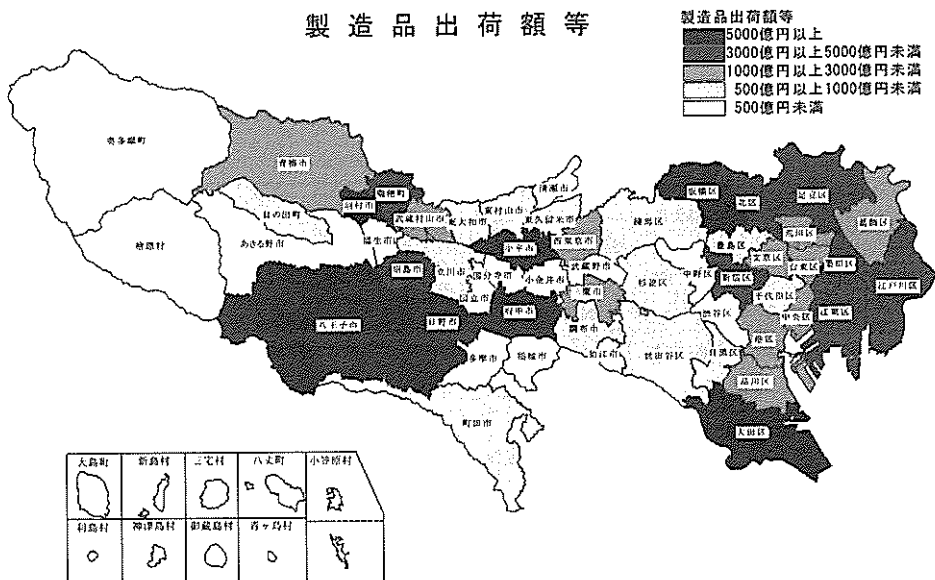 製造品出荷額等
製造品出荷額等
5000億円以上
3000億円以上5000億円未満
1000億円以上3000億円未満
500億円以上1000億円未満
500億円未満
奥多摩町
青梅市
瑞穂町
羽村市
武蔵村山市
東大和市
東村山市
清瀬市
東久留米市
日の出町
檜原村
あきる野市
福生市
昭島市
立川市
小平市
西東京市
国分寺市
小金井市
武蔵野市
三鷹市
国立市
府中市
調布市
狛江市
八王子市
日野市
多摩市
稲城市
町田市
練馬区
板橋区
北区
足立区
葛飾区
荒川区
豊島区
文京区
台東区
墨田区
江戸川区
杉並区
中野区
新宿区
千代田区
渋谷区
中央区
江東区
港区
世田谷区
目黒区
品川区
大田区
大島町
新島村
三宅村
八丈町
小笠原村
利島村
神津島村
御蔵島村
青ヶ島村